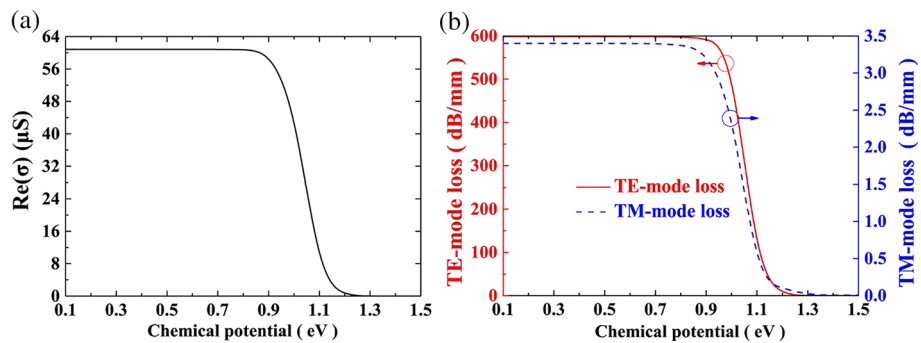 (a)
Re(σ) (μS)
64
48
32
16
0
0.1 0.3 0.5 0.7 0.9 1.1 1.3 1.5
Chemical potential ( eV)
(b)
TE-mode loss ( dB/mm)
600
500
400
300
200
100
0
TE-mode loss
TM-mode loss
0.1 0.3 0.5 0.7 0.9 1.1 1.3 1.5
Chemical potential ( eV)
3.5
3.0
2.5
2.0
1.5
1.0
0.5
0.0
TM-mode loss ( dB/mm)